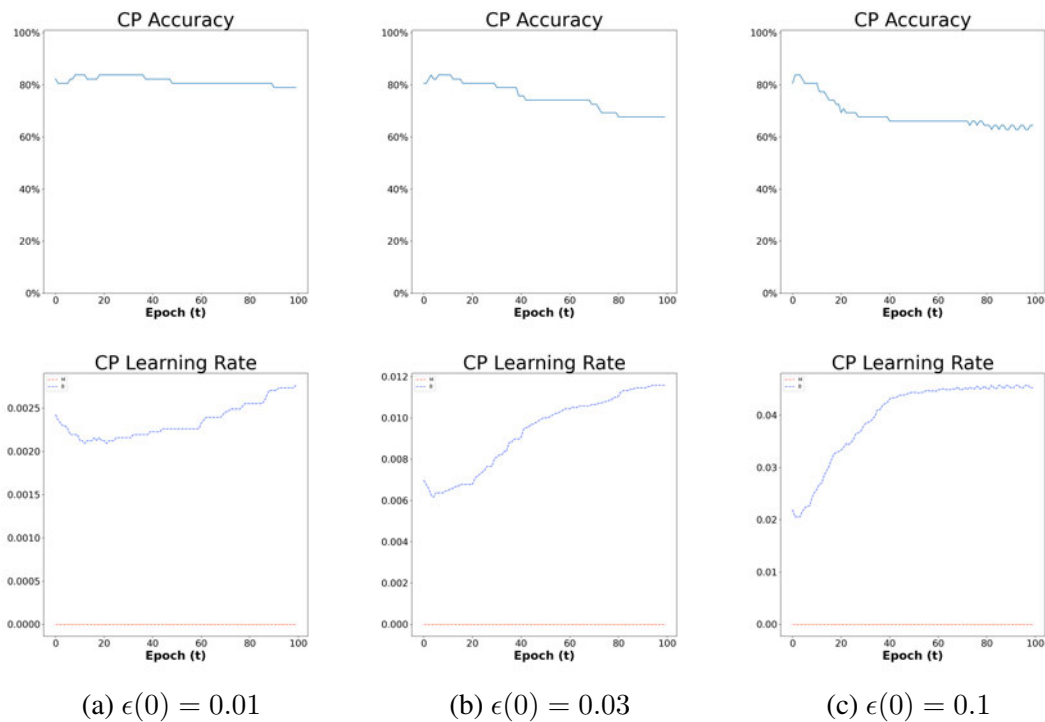 CP Accuracy
100%
80%
60%
40%
20%
0%
0 20 40 60 80 100
Epoch (t)
CP Accuracy
100%
80%
60%
40%
20%
0%
0 20 40 60 80 100
Epoch (t)
CP Accuracy
100%
80%
60%
40%
20%
0%
0 20 40 60 80 100
Epoch (t)
CP Learning Rate
M
B
0.0025
0.0020
0.0015
0.0010
0.0005
0.0000
0 20 40 60 80 100
Epoch (t)
CP Learning Rate
M
B
0.012
0.010
0.008
0.006
0.004
0.002
0.000
0 20 40 60 80 100
Epoch (t)
CP Learning Rate
M
B
0.04
0.03
0.02
0.01
0.00
0 20 40 60 80 100
Epoch (t)
(a) ϵ(0) = 0.01
(b) ϵ(0) = 0.03
(c) ϵ(0) = 0.1